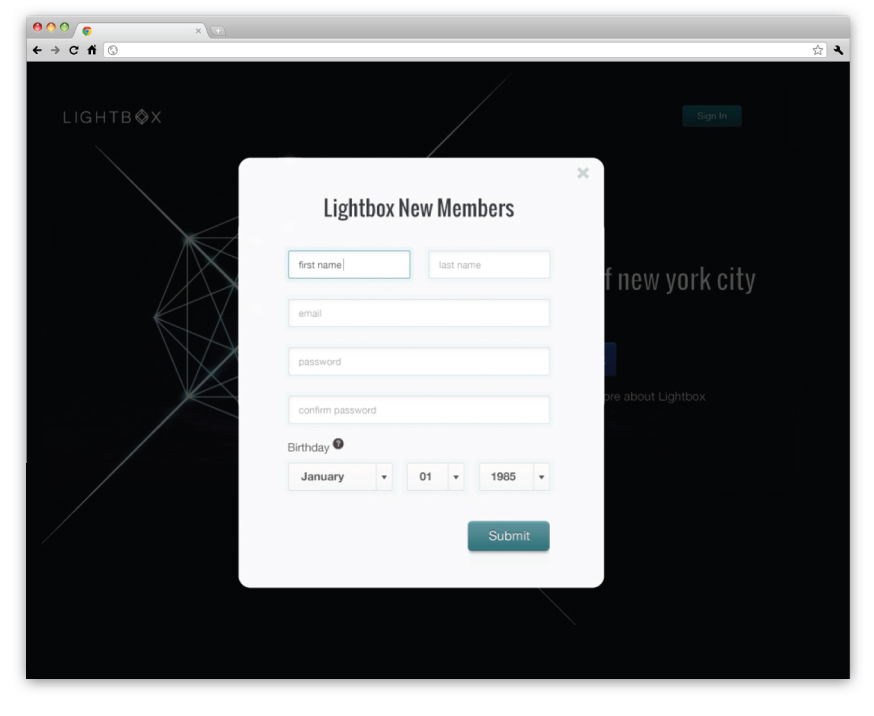 LIGHTBOX
Sign In
Lightbox New Members
first name
last name
email
password
confirm password
Birthday ?
January
01
1985
Submit
f new york city
ore about Lightbox